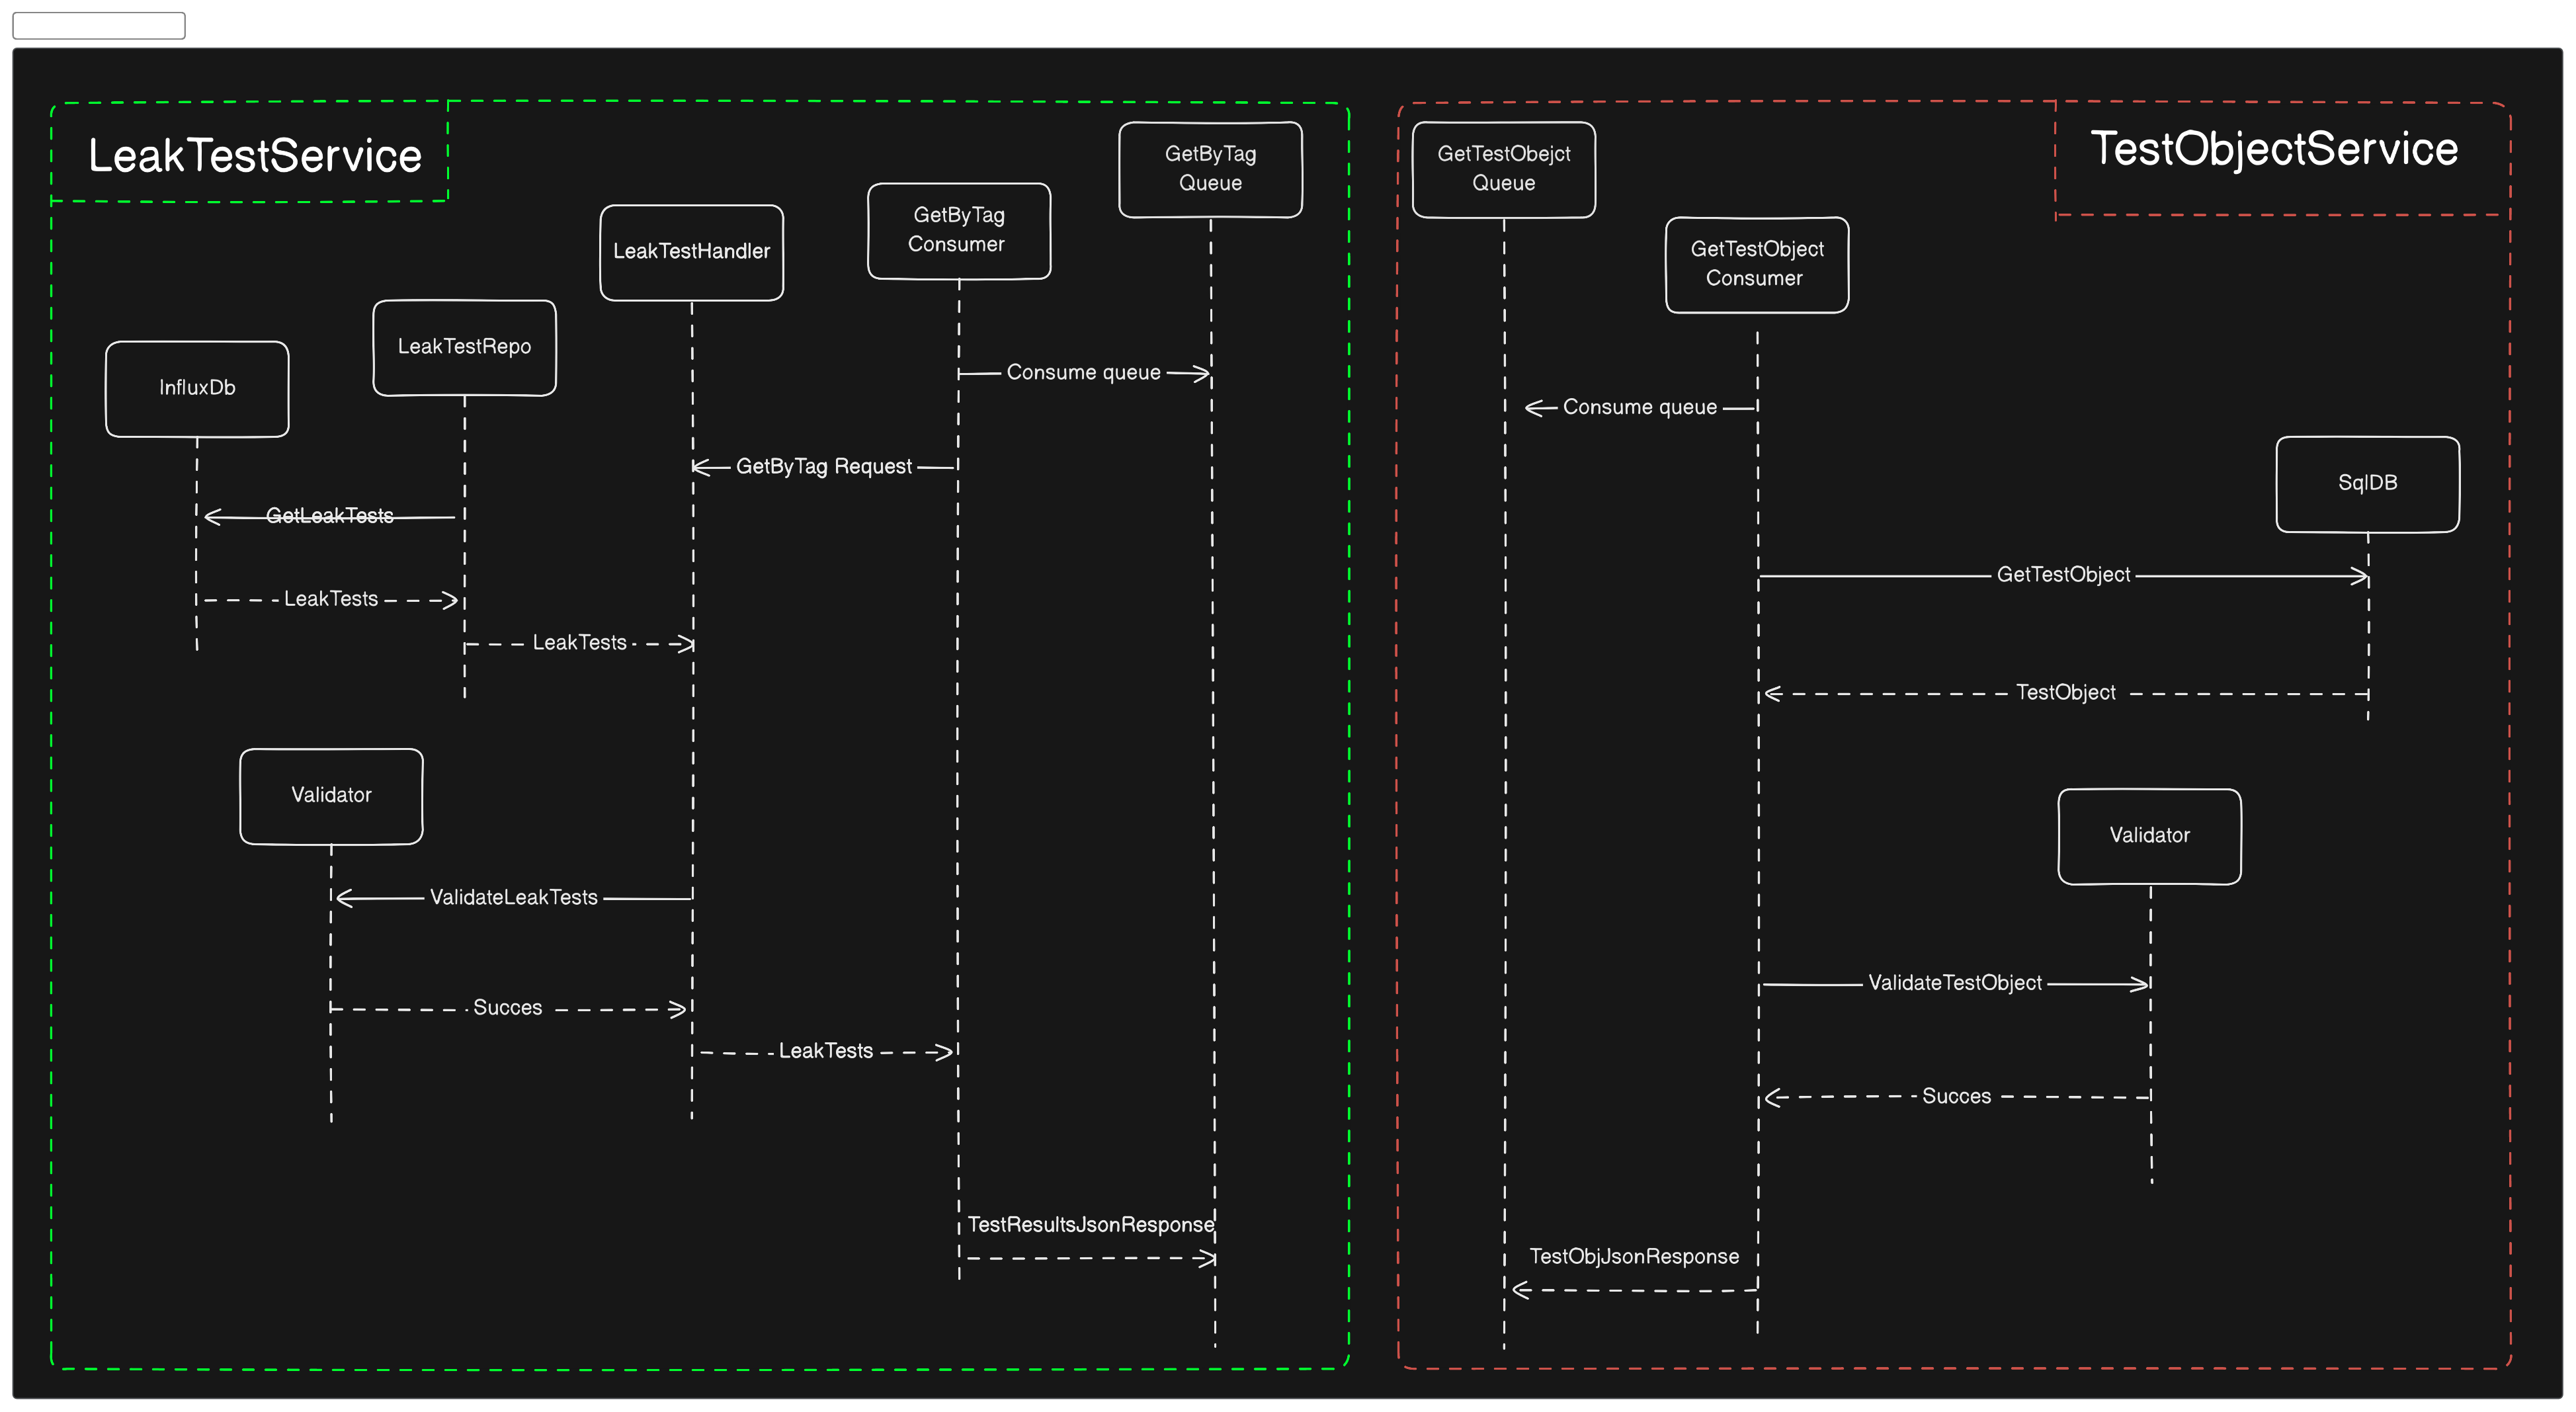 LeakTestService
TestObjectService
GetByTag
Queue
GetTestObejct
Queue
GetByTag
Consumer
LeakTestHandler
GetTestObject
Consumer
LeakTestRepo
InfluxDb
Consume queue
Consume queue
GetByTag Request
SqlDB
GetLeakTests
GetTestObject
LeakTests
LeakTests
TestObject
Validator
Validator
ValidateLeakTests
ValidateTestObject
Succes
LeakTests
Succes
TestResultsJsonResponse
TestObjJsonResponse